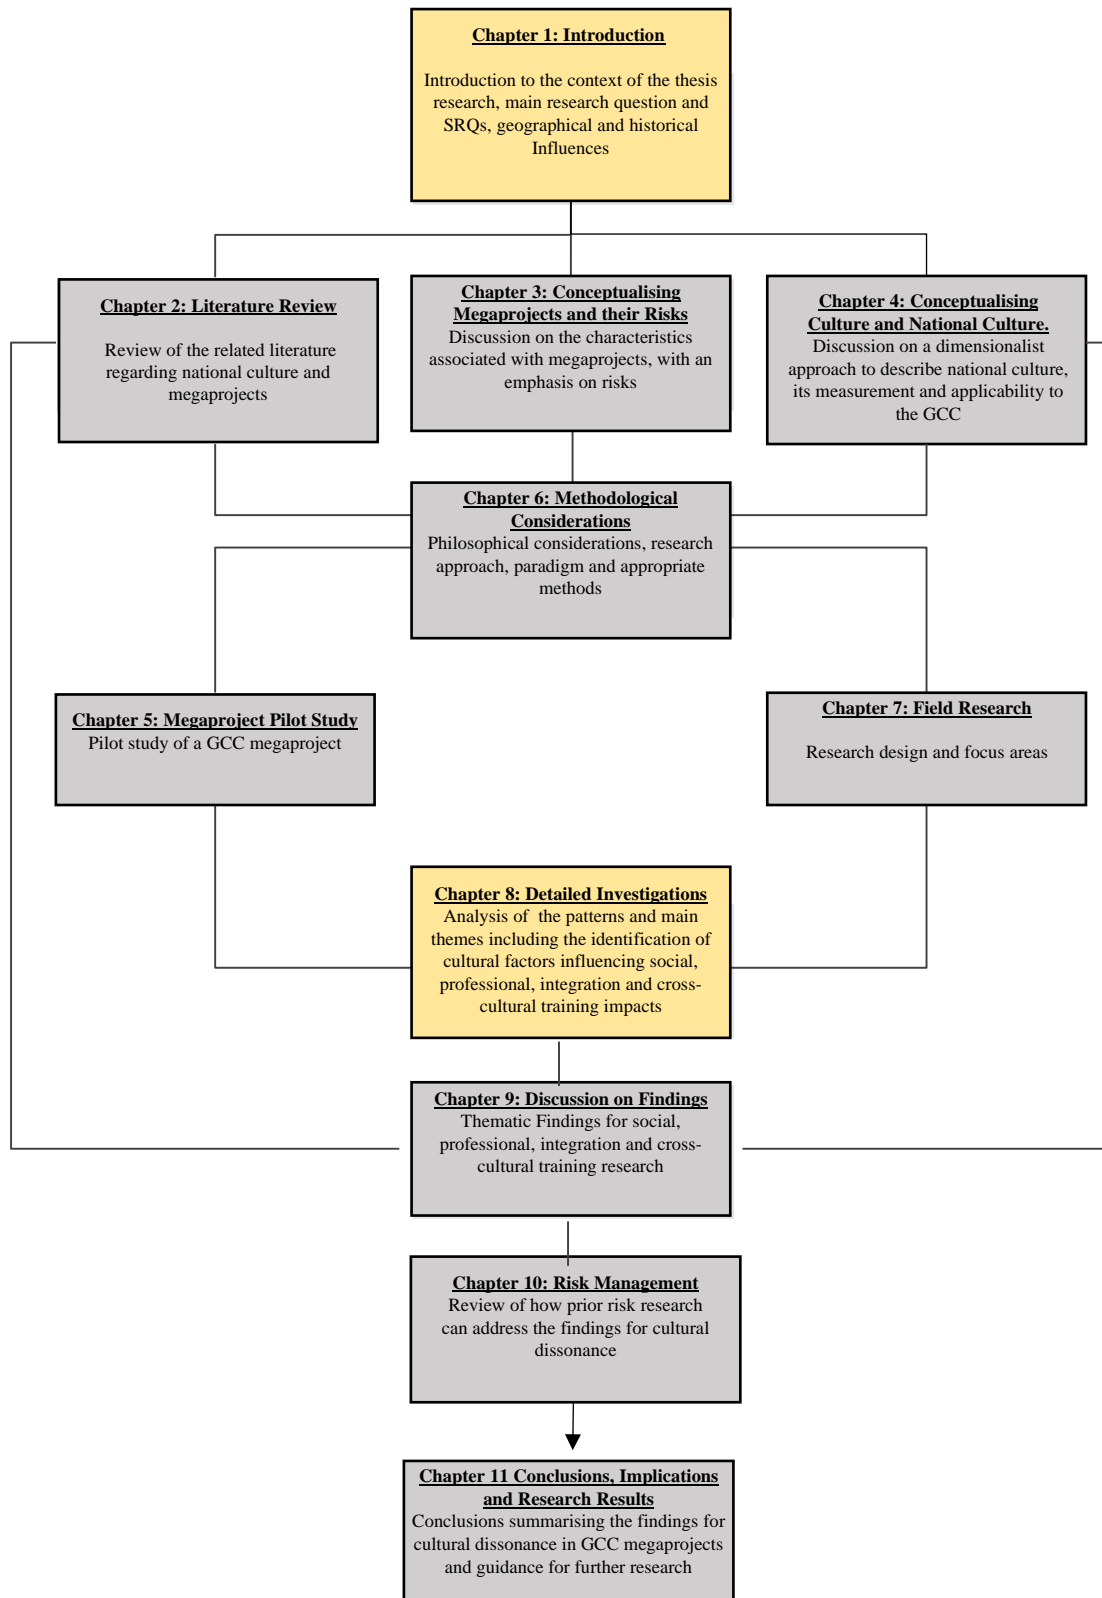 Chapter 1: Introduction
Introduction to the context of the thesis
research, main research question and
SRQs, geographical and historical
Influences
Chapter 2: Literature Review
Review of the related literature
regarding national culture and
megaprojects
Chapter 3: Conceptualising
Megaprojects and their Risks
Discussion on the characteristics
associated with megaprojects, with an
emphasis on risks
Chapter 4: Conceptualising
Culture and National Culture.
Discussion on a dimensionalist
approach to describe national culture,
its measurement and applicability to
the GCC
Chapter 6: Methodological
Considerations
Philosophical considerations, research
approach, paradigm and appropriate
methods
Chapter 5: Megaproject Pilot Study
Pilot study of a GCC megaproject
Chapter 7: Field Research
Research design and focus areas
Chapter 8: Detailed Investigations
Analysis of the patterns and main
themes including the identification of
cultural factors influencing social,
professional, integration and cross-
cultural training impacts
Chapter 9: Discussion on Findings
Thematic Findings for social,
professional, integration and cross-
cultural training research
Chapter 10: Risk Management
Review of how prior risk research
can address the findings for cultural
dissonance
Chapter 11 Conclusions, Implications
and Research Results
Conclusions summarising the findings for
cultural dissonance in GCC megaprojects
and guidance for further research